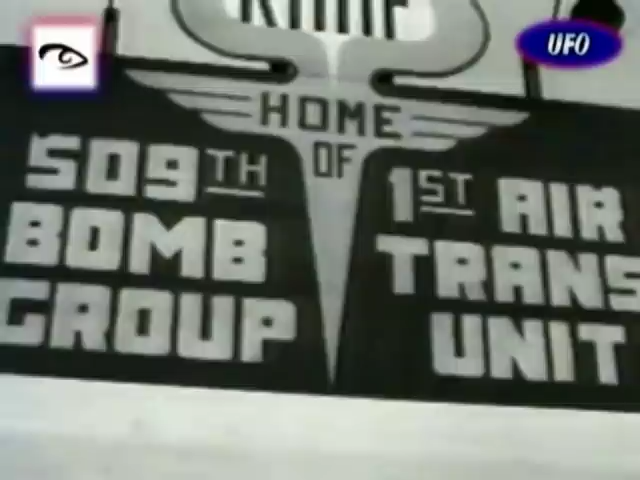 UFO
HOME
OF
509TH
BOMB
GROUP
1ST AIR
TRANS
UNIT